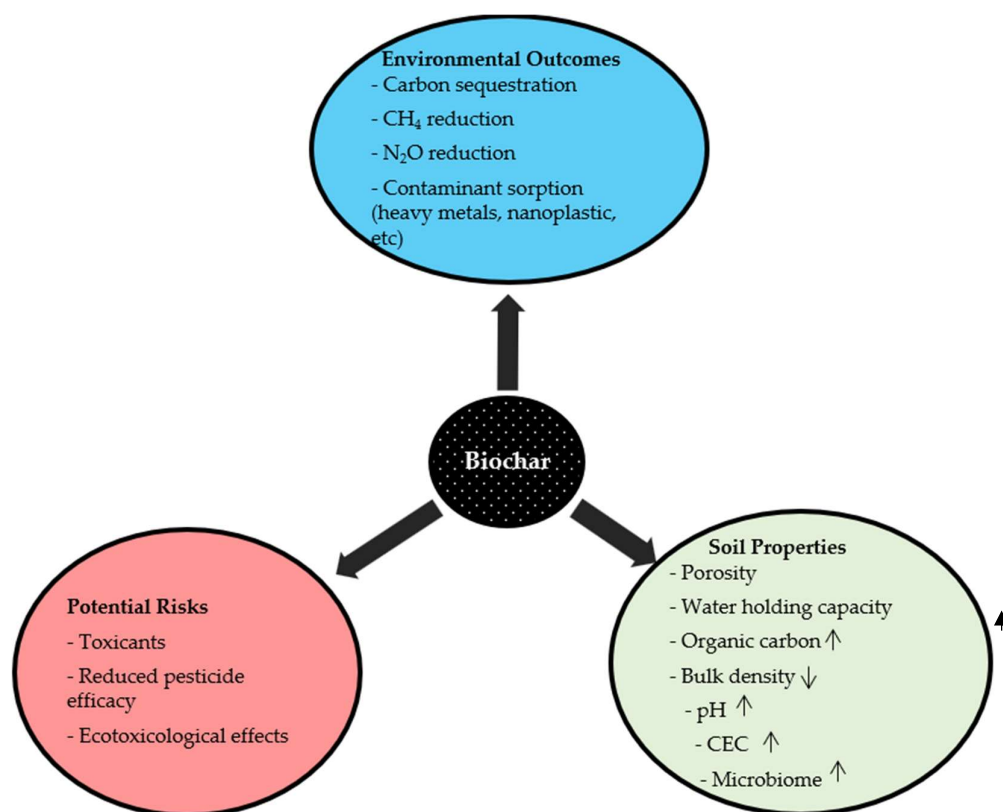 Environmental Outcomes
- Carbon sequestration
- CH₄ reduction
- N₂O reduction
- Contaminant sorption
(heavy metals, nanoplastic,
etc)
Biochar
Potential Risks
- Toxicants
- Reduced pesticide
efficacy
- Ecotoxicological effects
Soil Properties
- Porosity
- Water holding capacity
- Organic carbon ↑
- Bulk density ↓
- pH ↑
- CEC ↑
- Microbiome ↑